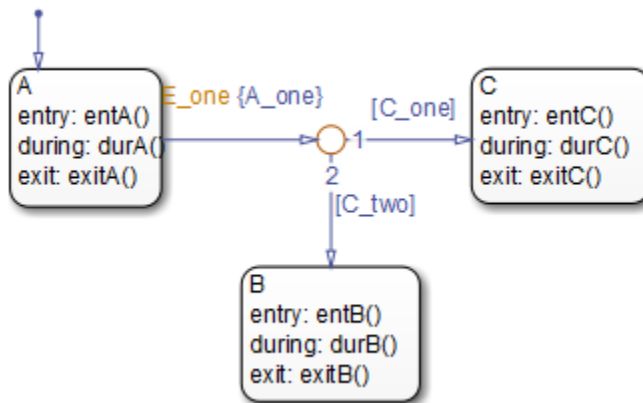 A
entry: entA()
during: durA()
exit: exitA()
E_one {A_one}
1
[C_one]
C
entry: entC()
during: durC()
exit: exitC()
2
[C_two]
B
entry: entB()
during: durB()
exit: exitB()